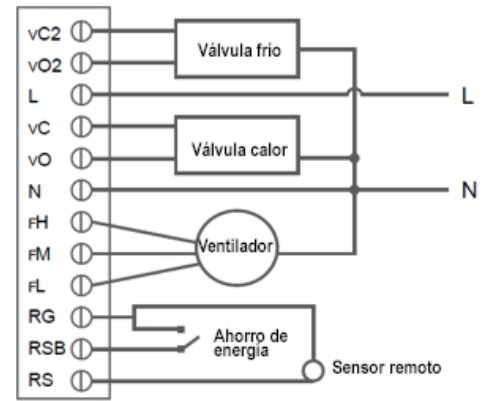 vC2
Válvula frío
vO2
L
L
vC
Válvula calor
vO
N
N
FH
FM
Ventilador
FL
RG
Ahorro de
energía
RSB
RS
Sensor remoto